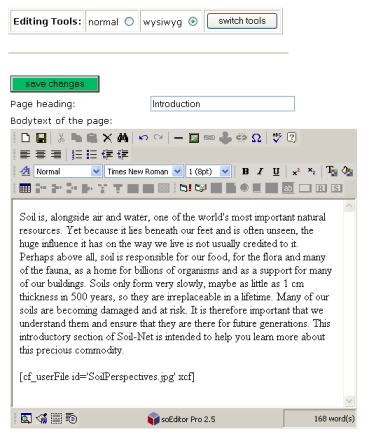 Editing Tools: normal wysiwyg switch tools
save changes
Page heading: Introduction
Bodytext of the page:
Normal Times New Roman 1 (8pt) B I U x² x₂
Soil is, alongside air and water, one of the world's most important natural
resources. Yet because it lies beneath our feet and is often unseen, the
huge influence it has on the way we live is not usually credited to it.
Perhaps above all, soil is responsible for our food, for the flora and many
of the fauna, as a home for billions of organisms and as a support for many
of our buildings. Soils only form very slowly, maybe as little as 1 cm
thickness in 500 years, so they are irreplaceable in a lifetime. Many of our
soils are becoming damaged and at risk. It is therefore important that we
understand them and ensure that they are there for future generations. This
introductory section of Soil-Net is intended to help you learn more about
this precious commodity.
[cf_userFile id='SoilPerspectives.jpg' xcf]
soEditor Pro 2.5 168 word(s)